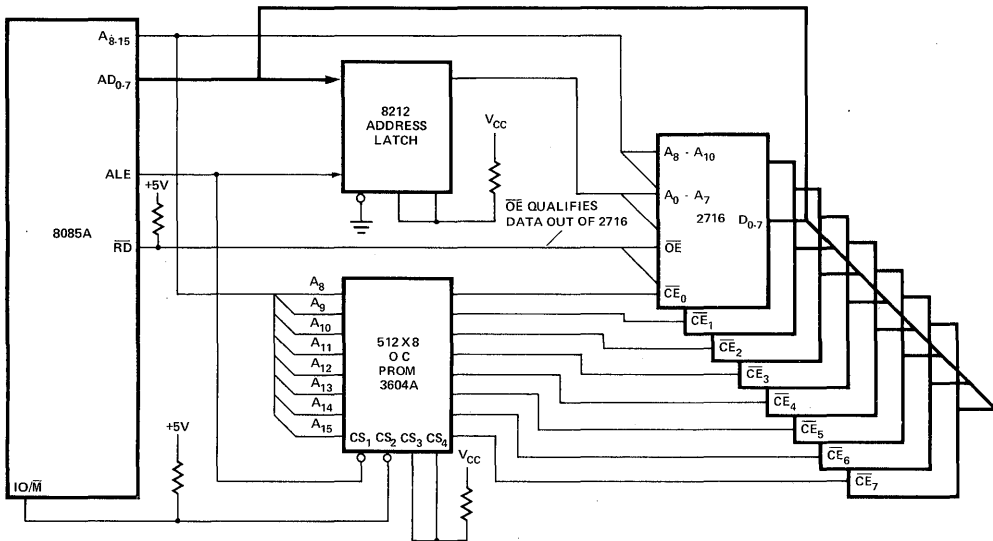 A8-15
AD0-7
ALE
+5V
8085A
RD
+5V
IO/M
8212
ADDRESS
LATCH
VCC
OE QUALIFIES
DATA OUT OF 2716
A8
A9
A10
A11
A12
A13
A14
A15
512 X 8
O C
PROM
3604A
CS1 CS2 CS3 CS4
VCC
A8 - A10
A0 - A7
2716 D0-7
OE
CE0
CE1
CE2
CE3
CE4
CE5
CE6
CE7